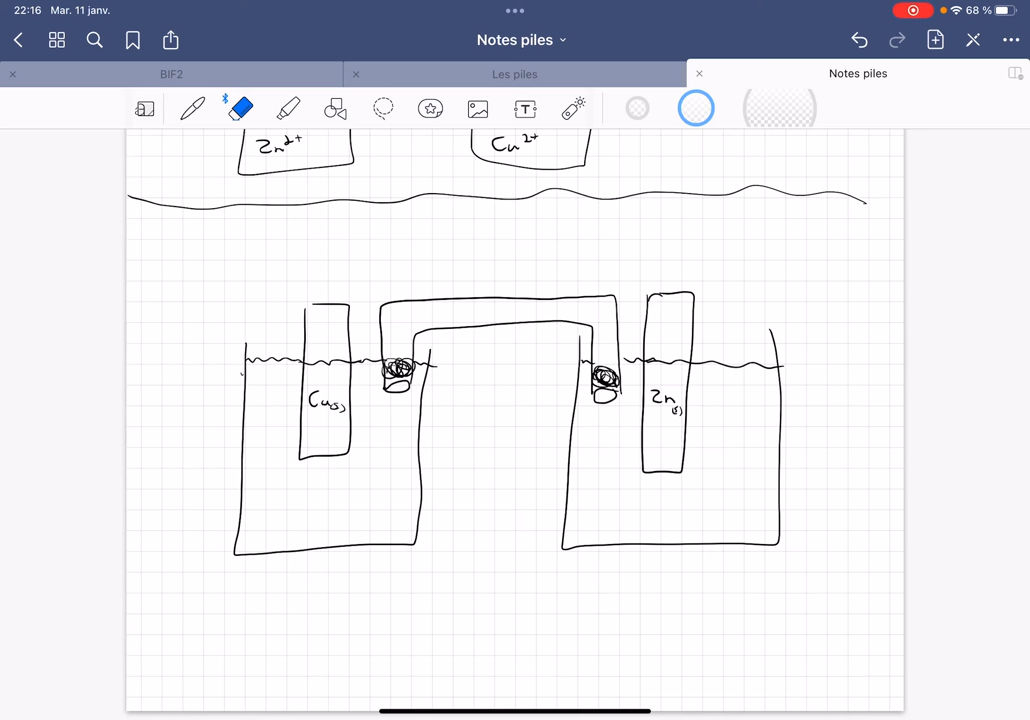 22:16 Mar. 11 janv.
68 %
Notes piles
BIF2
Les piles
Notes piles
T
Zn2+
Cu2+
Cu(s)
Zn(s)